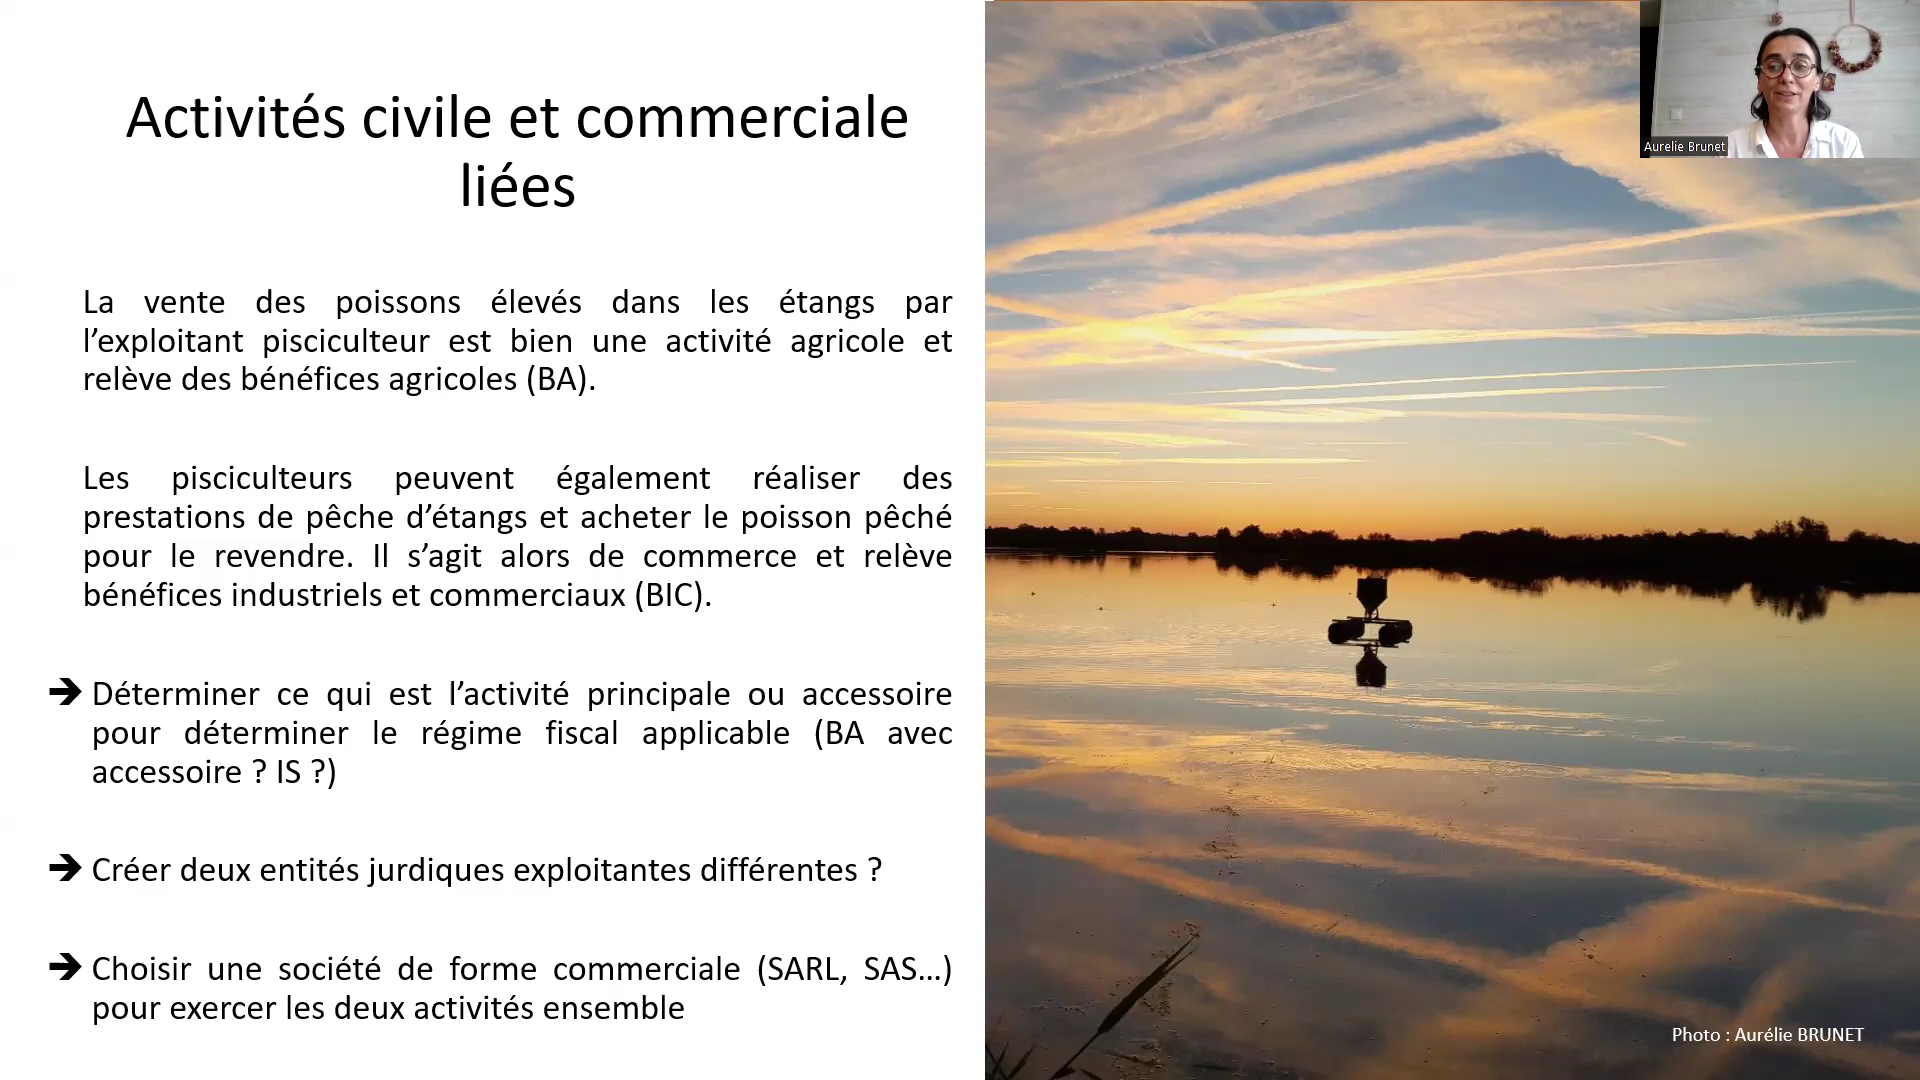 Activités civile et commerciale
liées
La vente des poissons élevés dans les étangs par
l’exploitant pisciculteur est bien une activité agricole et
relève des bénéfices agricoles (BA).
Les pisciculteurs peuvent également réaliser des
prestations de pêche d’étangs et acheter le poisson pêché
pour le revendre. Il s’agit alors de commerce et relève
bénéfices industriels et commerciaux (BIC).
➔ Déterminer ce qui est l’activité principale ou accessoire
pour déterminer le régime fiscal applicable (BA avec
accessoire ? IS ?)
➔ Créer deux entités jurdiques exploitantes différentes ?
➔ Choisir une société de forme commerciale (SARL, SAS…)
pour exercer les deux activités ensemble
Aurelie Brunet
Photo : Aurélie BRUNET